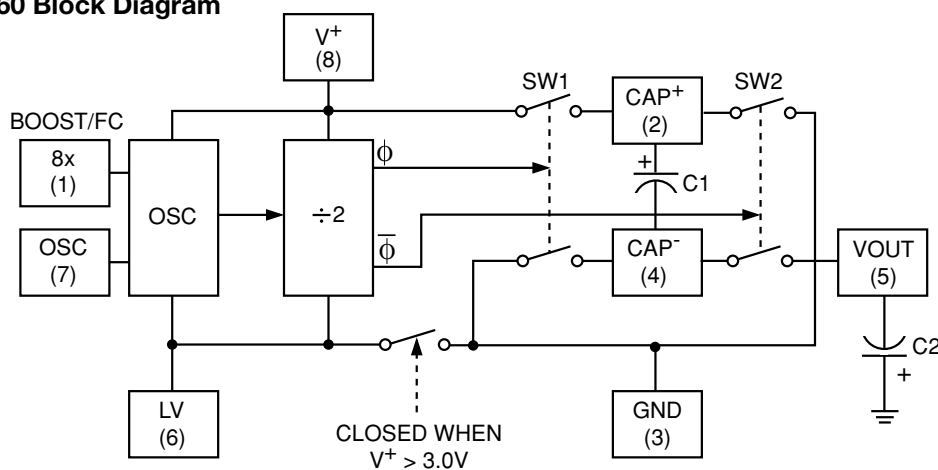 60 Block Diagram
V+
(8)
SW1
CAP+
(2)
SW2
BOOST/FC
8x
(1)
OSC
÷2
ϕ
+
C1
ϕ̅
OSC
(7)
CAP-
(4)
VOUT
(5)
C2
+
LV
(6)
CLOSED WHEN
V+ > 3.0V
GND
(3)